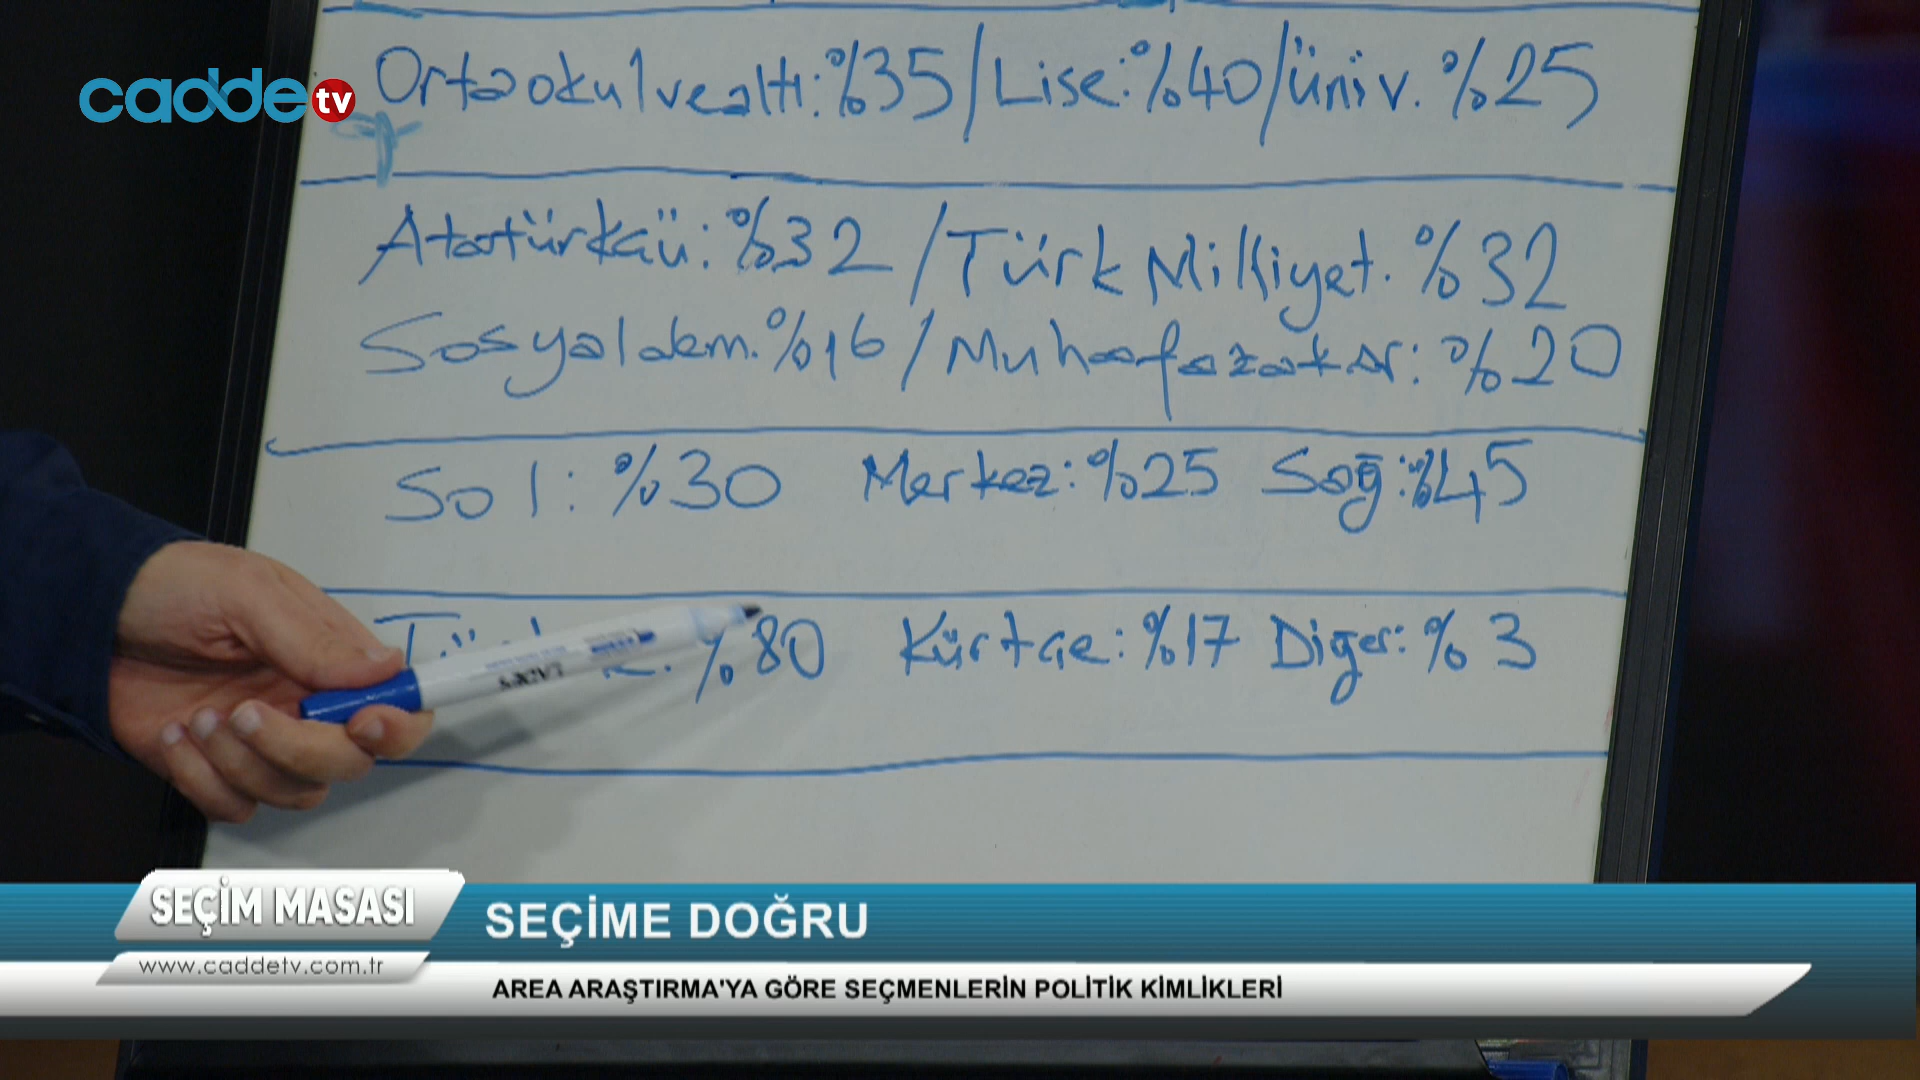 caddetv
Ortaokul ve altı: %35 / Lise: %40 / üniv. %25
Atatürkçü: %32 / Türk Milliyet. %32
Sosyal dem. %16 / Muhafazakar: %20
Sol: %30 Merkez: %25 Sağ: %45
%80 Kürtçe: %17 Diğer: %3
SEÇİM MASASI
SEÇİME DOĞRU
www.caddetv.com.tr
AREA ARAŞTIRMA'YA GÖRE SEÇMENLERİN POLİTİK KİMLİKLERİ